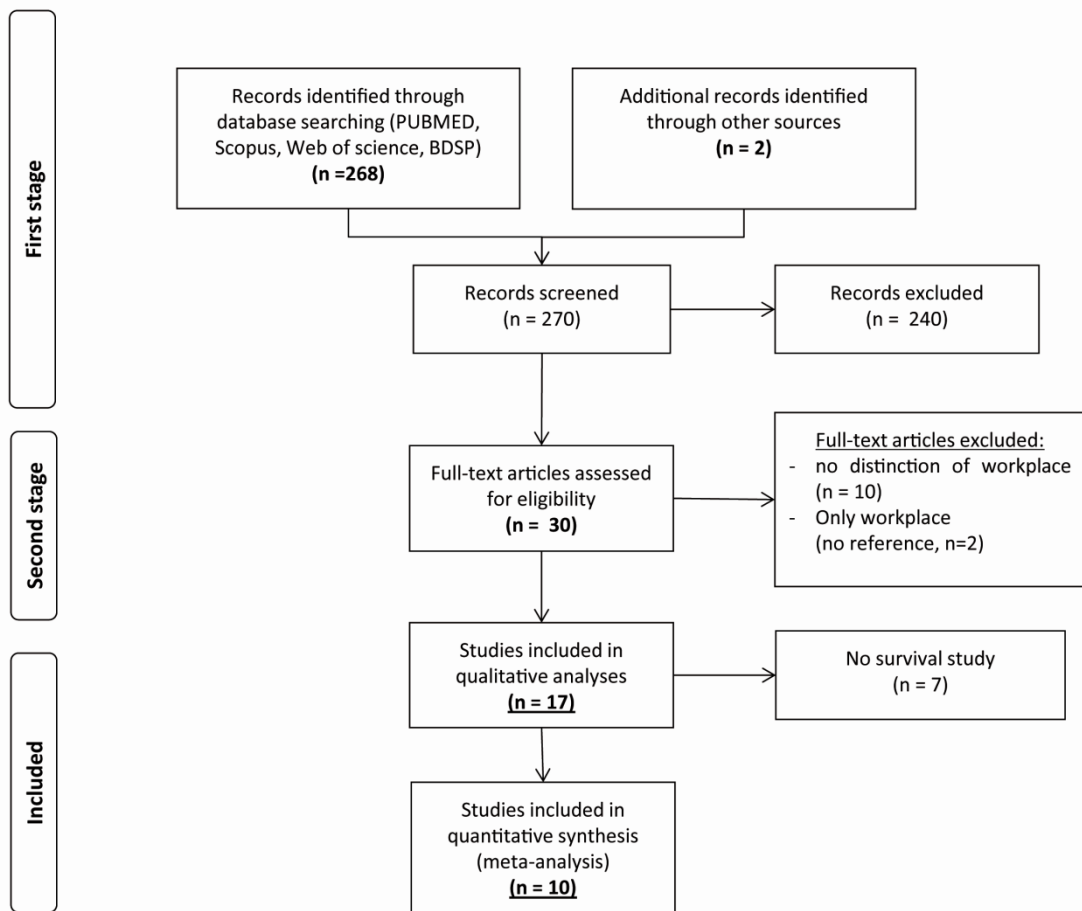 First stage
Records identified through
database searching (PUBMED,
Scopus, Web of science, BDSP)
(n =268)
Additional records identified
through other sources
(n = 2)
Records screened
(n = 270)
Records excluded
(n = 240)
Second stage
Full-text articles assessed
for eligibility
(n = 30)
Full-text articles excluded:
- no distinction of workplace
(n = 10)
- Only workplace
(no reference, n=2)
Included
Studies included in
qualitative analyses
(n = 17)
No survival study
(n = 7)
Studies included in
quantitative synthesis
(meta-analysis)
(n = 10)